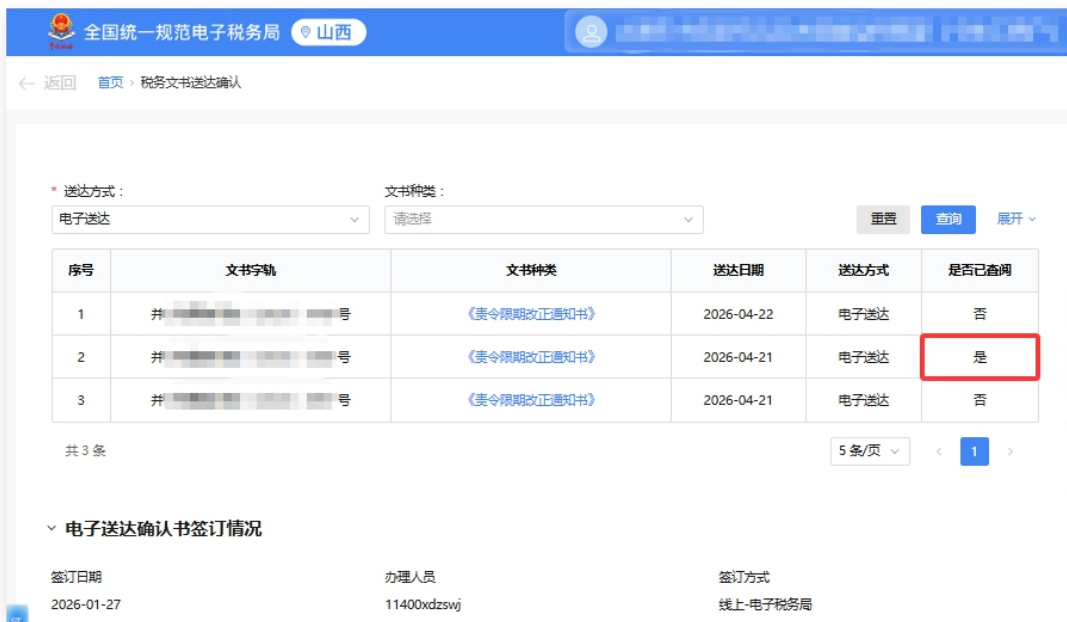 全国统一规范电子税务局 山西
返回 首页 > 税务文书送达确认
* 送达方式： 文书种类：
电子送达 请选择 重置 查询 展开
序号 文书字轨 文书种类 送达日期 送达方式 是否已查阅
1 并 号 《责令限期改正通知书》 2026-04-22 电子送达 否
2 并 号 《责令限期改正通知书》 2026-04-21 电子送达 是
3 并 号 《责令限期改正通知书》 2026-04-21 电子送达 否
共 3 条 5 条/页 < 1 >
电子送达确认书签订情况
签订日期 办理人员 签订方式
2026-01-27 11400xdzswj 线上-电子税务局